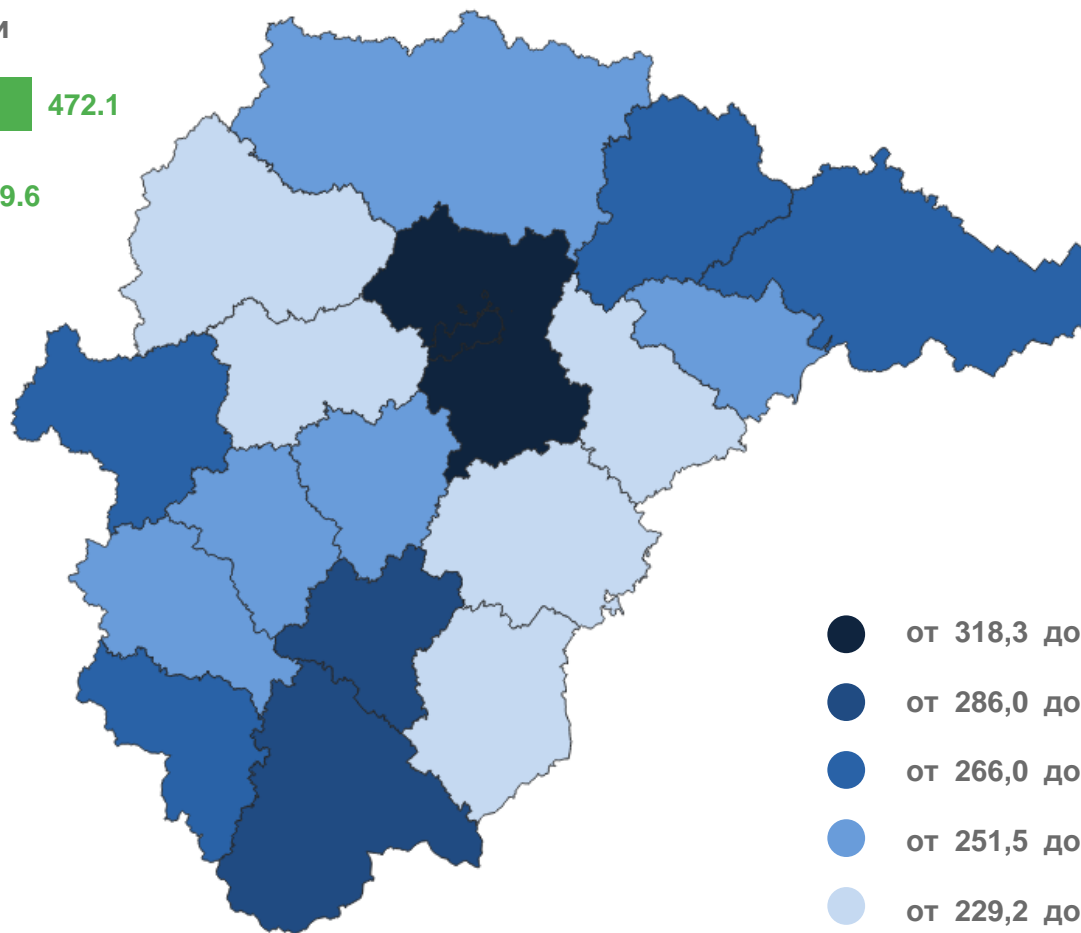 и
472.1
9.6
от 318,3 до
от 286,0 до
от 266,0 до
от 251,5 до
от 229,2 до